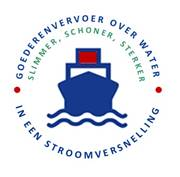 GOEDERENVERVOER OVER WATER
SLIMMER, SCHONER, STERKER
IN EEN STROOMVERSNELLING